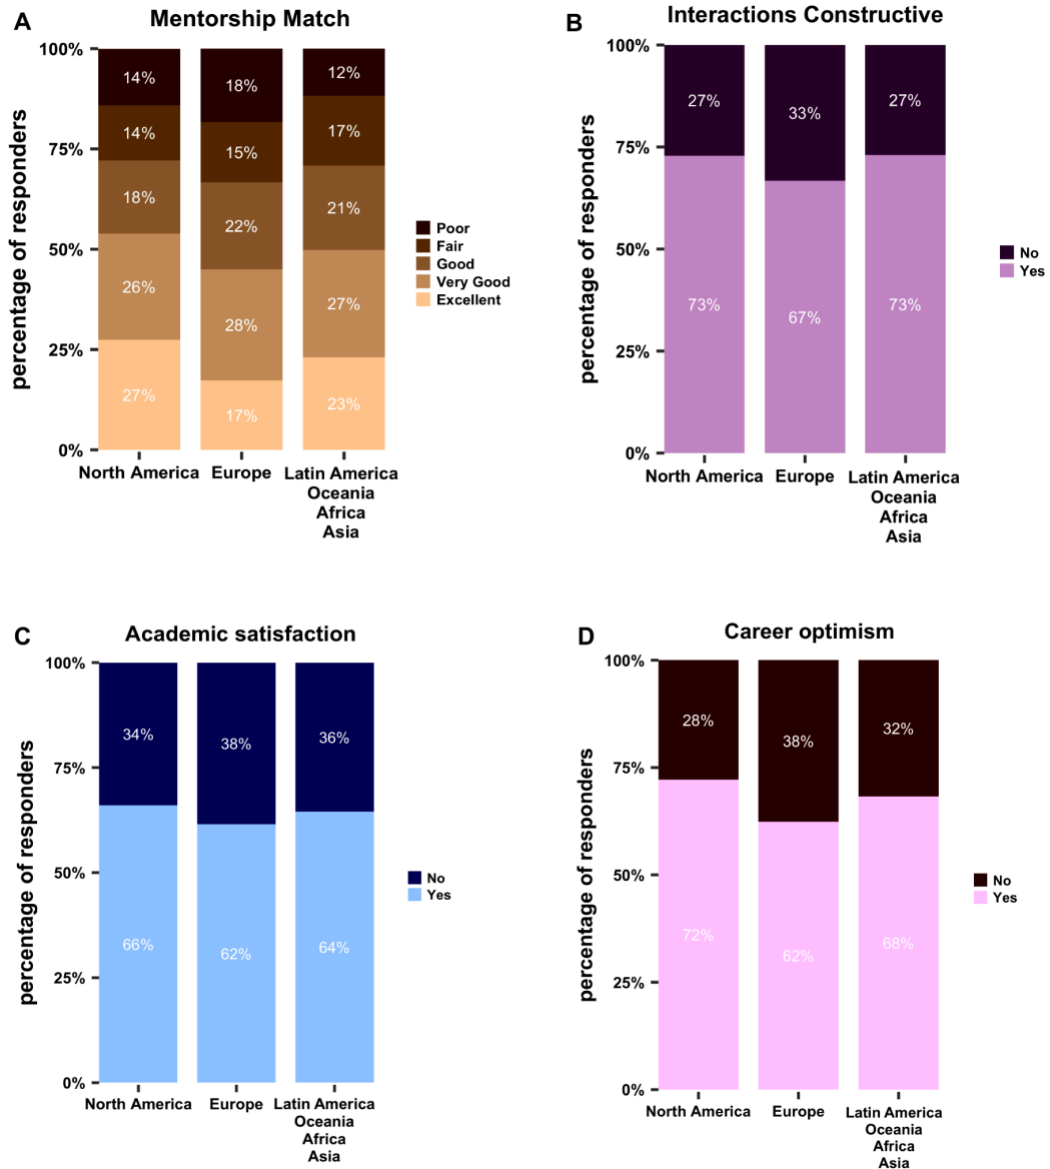 A
Mentorship Match
percentage of responders
100%
75%
50%
25%
0%
14%
14%
18%
26%
27%
18%
15%
22%
28%
17%
12%
17%
21%
27%
23%
North America
Europe
Latin America
Oceania
Africa
Asia
Poor
Fair
Good
Very Good
Excellent
B
Interactions Constructive
percentage of responders
100%
75%
50%
25%
0%
27%
73%
33%
67%
27%
73%
North America
Europe
Latin America
Oceania
Africa
Asia
No
Yes
C
Academic satisfaction
percentage of responders
100%
75%
50%
25%
0%
34%
66%
38%
62%
36%
64%
North America
Europe
Latin America
Oceania
Africa
Asia
No
Yes
D
Career optimism
percentage of responders
100%
75%
50%
25%
0%
28%
72%
38%
62%
32%
68%
North America
Europe
Latin America
Oceania
Africa
Asia
No
Yes